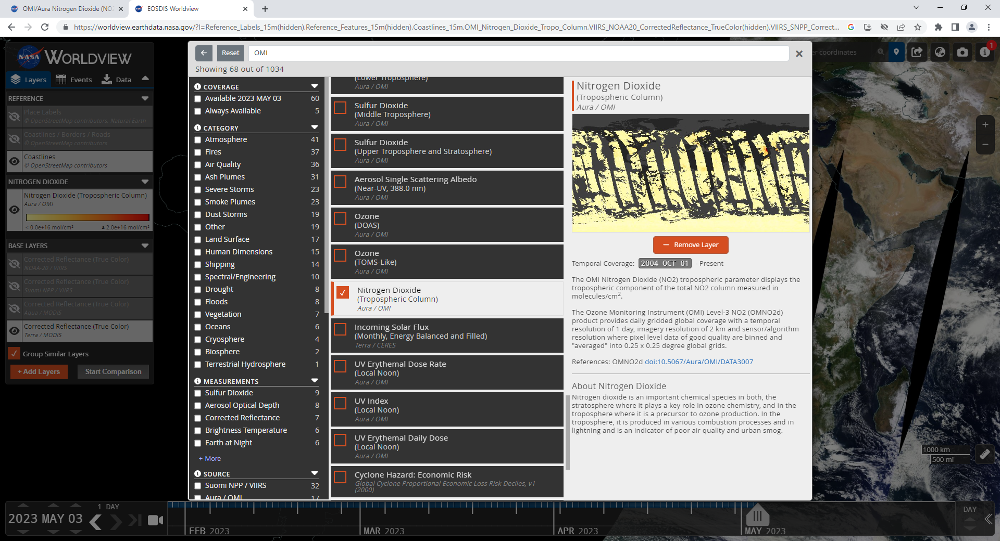 OMI/Aura Nitrogen Dioxide (NO
EOSDIS Worldview
https://worldview.earthdata.nasa.gov/?l=Reference_Labels_15m(hidden),Reference_Features_15m(hidden),Coastlines_15m,OMI_Nitrogen_Dioxide_Tropo_Column,VIIRS_NOAA20_CorrectedReflectance_TrueColor(hidden),VIIRS_SNPP_Correct...
NASA WORLDVIEW
Layers Events Data
REFERENCE
Place Labels
© OpenStreetMap contributors, Natural Earth
Coastlines / Borders / Roads
© OpenStreetMap contributors
Coastlines
© OpenStreetMap contributors
NITROGEN DIOXIDE
Nitrogen Dioxide (Tropospheric Column)
Aura / OMI
< 0.0e+16 mol/cm² ≥ 2.0e+16 mol/cm²
BASE LAYERS
Corrected Reflectance (True Color)
NOAA-20 / VIIRS
Corrected Reflectance (True Color)
Suomi NPP / VIIRS
Corrected Reflectance (True Color)
Aqua / MODIS
Corrected Reflectance (True Color)
Terra / MODIS
Group Similar Layers
+ Add Layers Start Comparison
Reset OMI
Showing 68 out of 1034
COVERAGE
Available 2023 MAY 03 60
Always Available 5
CATEGORY
Atmosphere 41
Fires 37
Air Quality 36
Ash Plumes 31
Severe Storms 23
Smoke Plumes 23
Dust Storms 19
Other 19
Land Surface 17
Human Dimensions 15
Shipping 14
Spectral/Engineering 10
Drought 8
Floods 8
Vegetation 7
Oceans 6
Cryosphere 4
Biosphere 2
Terrestrial Hydrosphere 1
MEASUREMENTS
Sulfur Dioxide 9
Aerosol Optical Depth 8
Corrected Reflectance 7
Brightness Temperature 6
Earth at Night 6
+ More
SOURCE
Suomi NPP / VIIRS 32
Aura / OMI 17
(Lower Troposphere)
Aura / OMI
Sulfur Dioxide
(Middle Troposphere)
Aura / OMI
Sulfur Dioxide
(Upper Troposphere and Stratosphere)
Aura / OMI
Aerosol Single Scattering Albedo
(Near-UV, 388.0 nm)
Aura / OMI
Ozone
(DOAS)
Aura / OMI
Ozone
(TOMS-Like)
Aura / OMI
Nitrogen Dioxide
(Tropospheric Column)
Aura / OMI
Incoming Solar Flux
(Monthly, Energy Balanced and Filled)
Terra / CERES
UV Erythemal Dose Rate
(Local Noon)
Aura / OMI
UV Index
(Local Noon)
Aura / OMI
UV Erythemal Daily Dose
(Local Noon)
Aura / OMI
Cyclone Hazard: Economic Risk
Global Cyclone Proportional Economic Loss Risk Deciles, v1
(2000)
Nitrogen Dioxide
(Tropospheric Column)
Aura / OMI
Remove Layer
Temporal Coverage: 2004 OCT 01 - Present
The OMI Nitrogen Dioxide (NO2) tropospheric parameter displays the
tropospheric component of the total NO2 column measured in
molecules/cm².
The Ozone Monitoring Instrument (OMI) Level-3 NO2 (OMNO2d)
product provides daily gridded global coverage with a temporal
resolution of 1 day, imagery resolution of 2 km and sensor/algorithm
resolution where pixel level data of good quality are binned and
"averaged" into 0.25 x 0.25 degree global grids.
References: OMNO2d doi:10.5067/Aura/OMI/DATA3007
About Nitrogen Dioxide
Nitrogen dioxide is an important chemical species in both, the
stratosphere where it plays a key role in ozone chemistry, and in the
troposphere where it is a precursor to ozone production. In the
troposphere, it is produced in various combustion processes and in
lightning and is an indicator of poor air quality and urban smog.
er coordinates
1
1000 km
500 mi
2023 MAY 03
1 DAY
FEB 2023
MAR 2023
APR 2023
MAY 2023
DAY